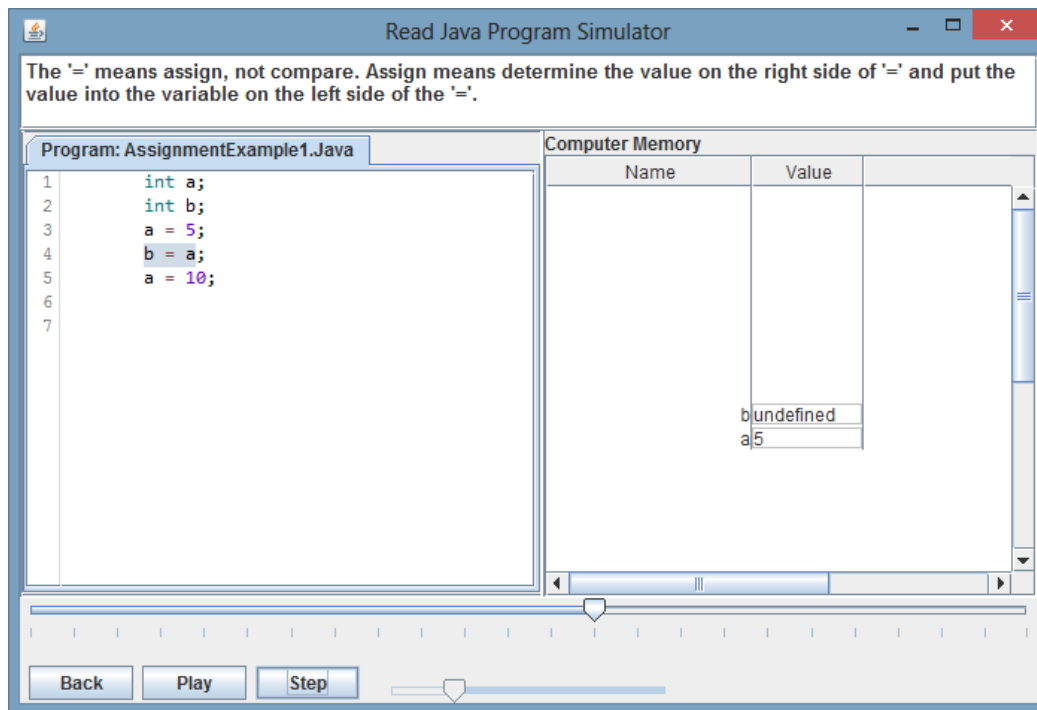 Read Java Program Simulator
The '=' means assign, not compare. Assign means determine the value on the right side of '=' and put the
value into the variable on the left side of the '='.
Program: AssignmentExample1.Java
1 int a;
2 int b;
3 a = 5;
4 b = a;
5 a = 10;
6
7
Computer Memory
Name Value
b undefined
a 5
Back Play Step